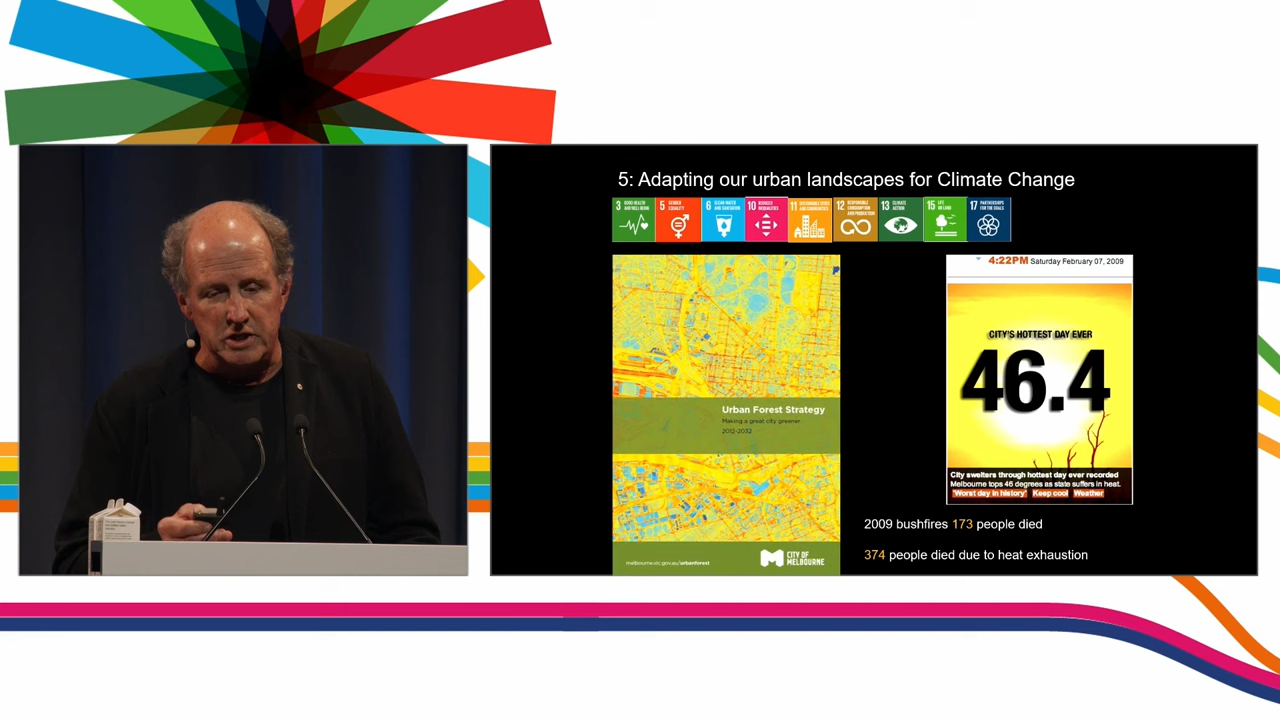 5: Adapting our urban landscapes for Climate Change
3 GOOD HEALTH AND WELL-BEING
5 GENDER EQUALITY
6 CLEAN WATER AND SANITATION
10 REDUCED INEQUALITIES
11 SUSTAINABLE CITIES AND COMMUNITIES
12 RESPONSIBLE CONSUMPTION AND PRODUCTION
13 CLIMATE ACTION
15 LIFE ON LAND
17 PARTNERSHIPS FOR THE GOALS
Urban Forest Strategy
Making a great city greener
2012-2032
melbourne.vic.gov.au/urbanforest
CITY OF
MELBOURNE
4:22PM Saturday February 07, 2009
CITY'S HOTTEST DAY EVER
46.4
City swelters through hottest day ever recorded
Melbourne tops 46 degrees as state suffers in heat.
'Worst day in history' Keep cool Weather
2009 bushfires 173 people died
374 people died due to heat exhaustion